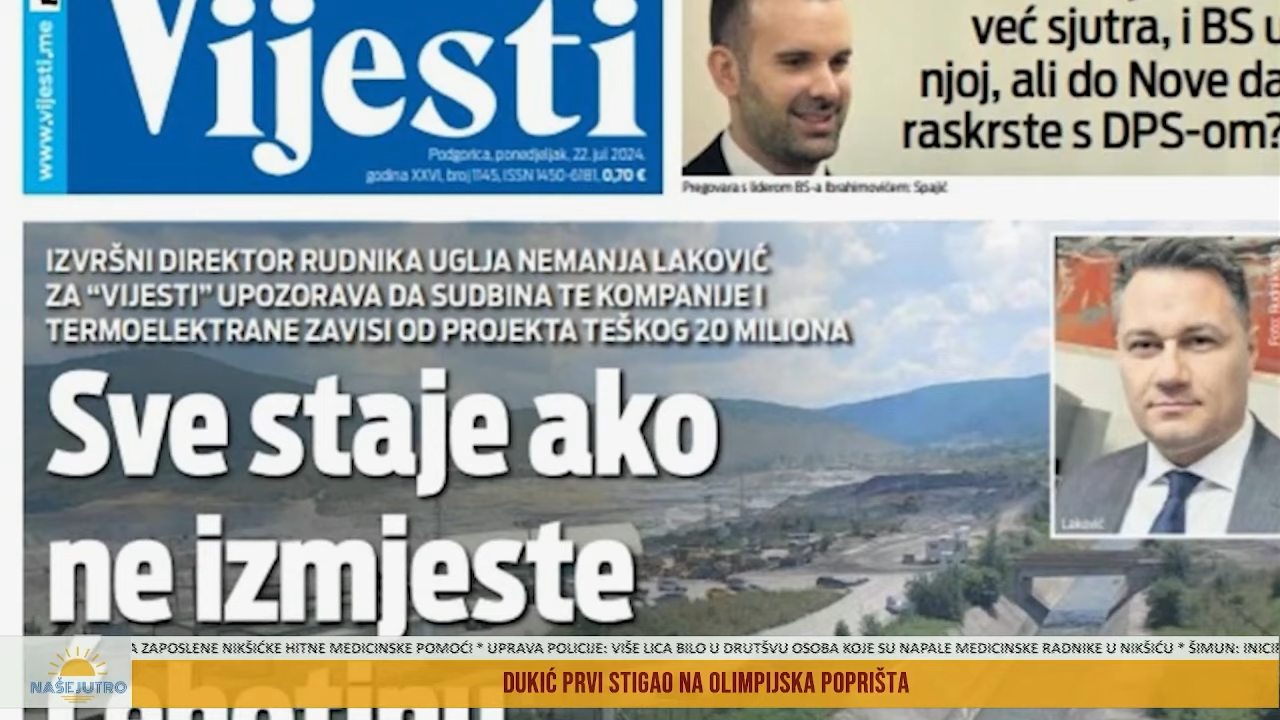 www.vijesti.me
Vijesti
Podgorica, ponedjeljak, 22. jul 2024.
godina XXVI, broj 1145, ISSN 1450-6181, 0,70 €
već sjutra, i BS u
njoj, ali do Nove da
raskrste s DPS-om?
Pregovara s liderom BS-a Ibrahimovićem: Spajić
IZVRŠNI DIREKTOR RUDNIKA UGLJA NEMANJA LAKOVIĆ
ZA “VIJESTI” UPOZORAVA DA SUDBINA TE KOMPANIJE I
TERMOELEKTRANE ZAVISI OD PROJEKTA TEŠKOG 20 MILIONA
Sve staje ako
ne izmjeste
Laković
A ZAPOSLENE NIKŠIĆKE HITNE MEDICINSKE POMOĆI * UPRAVA POLICIJE: VIŠE LICA BILO U DRUTŠVU OSOBA KOJE SU NAPALE MEDICINSKE RADNIKE U NIKŠIĆU * ŠIMUN: INICI
NAŠE JUTRO
DUKIĆ PRVI STIGAO NA OLIMPIJSKA POPRIŠTA